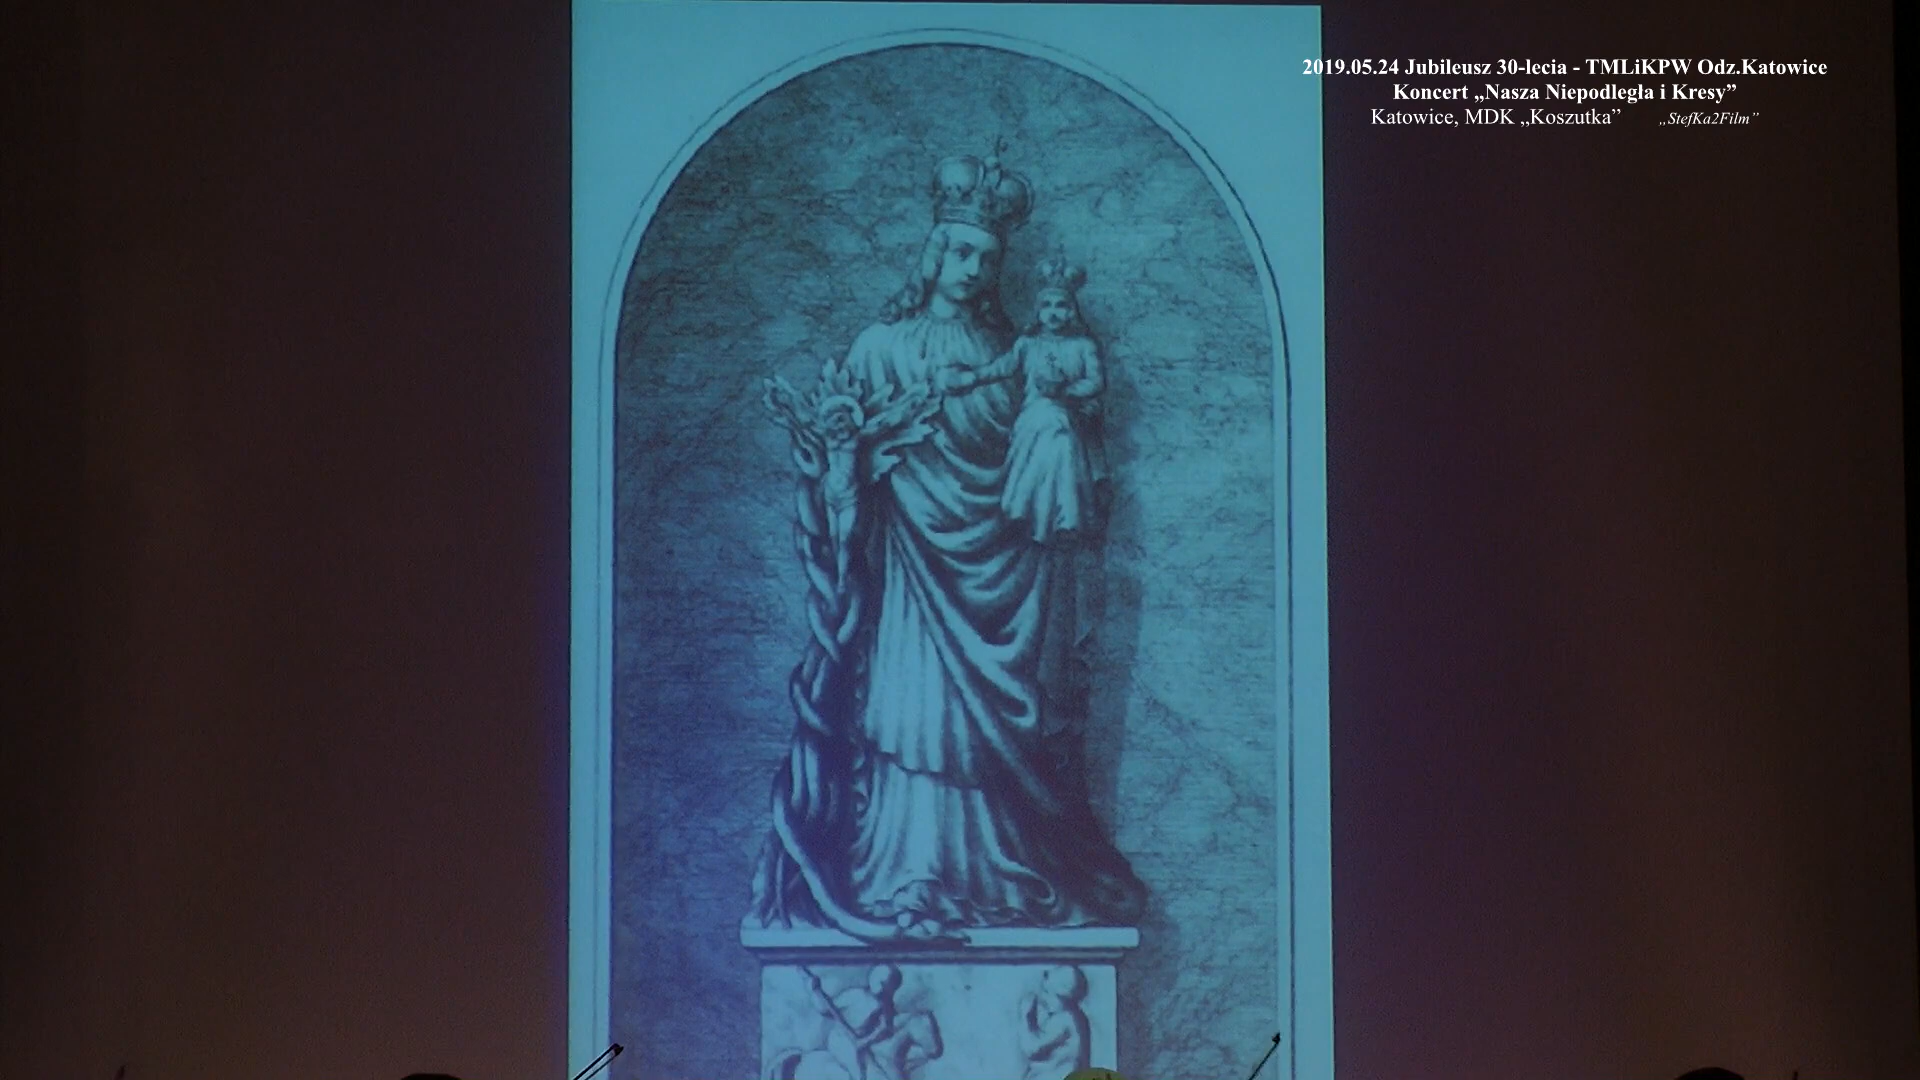 2019.05.24 Jubileusz 30-lecia - TMLiKPW Odz.Katowice
Koncert „Nasza Niepodległa i Kresy”
Katowice, MDK „Koszutka” „StefKa2Film”